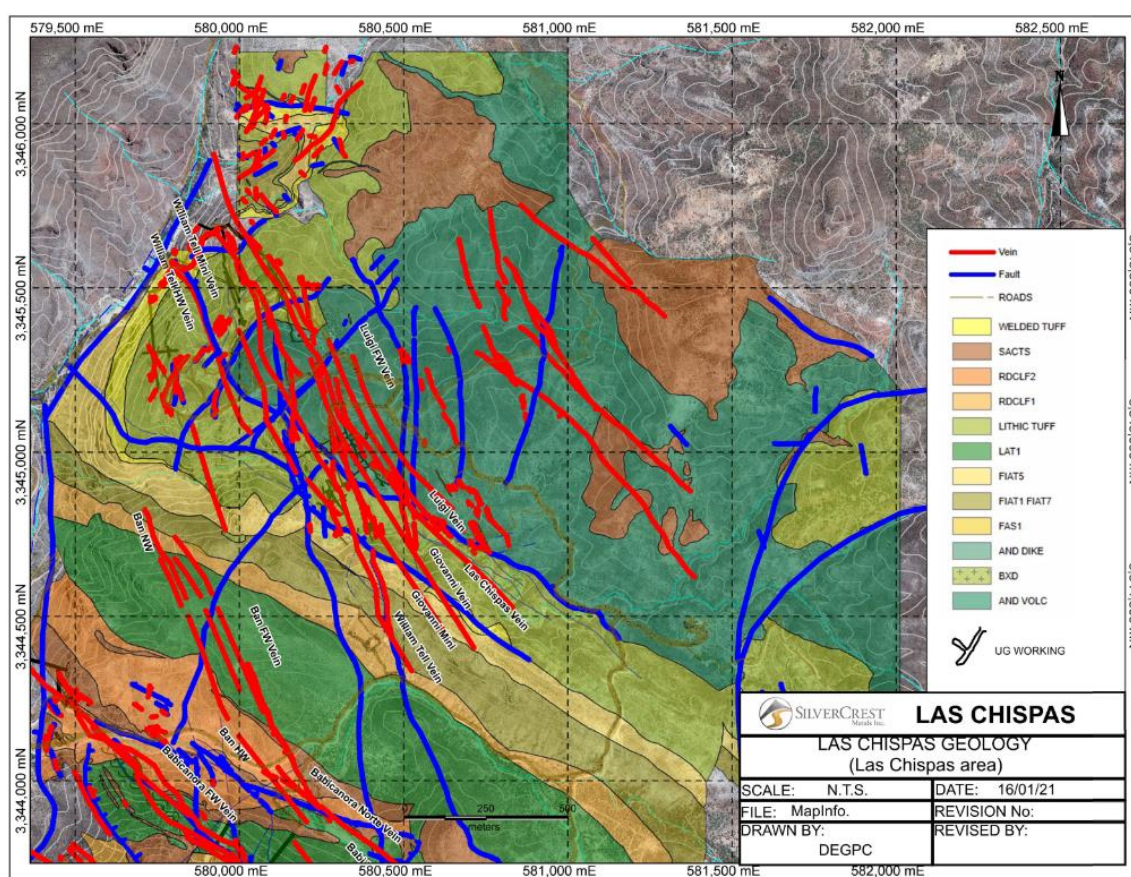 579,500 mE
580,000 mE
580,500 mE
581,000 mE
581,500 mE
582,000 mE
582,500 mE
3,346,000 mN
3,345,500 mN
3,345,000 mN
3,344,500 mN
3,344,000 mN
N
William Tell Mini Vein
William Tell HW Vein
Luigi FW Vein
Luigi Vein
Las Chispas Vein
Giovanni Vein
Giovanni Mini
William Tell Vein
Ban NW
Ban FW Vein
Ban HW
Babicanora FW Vein
Babicanora Norte Vein
0
250
500
meters
Vein
Fault
ROADS
WELDED TUFF
SACTS
RDCLF2
RDCLF1
LITHIC TUFF
LAT1
FIAT5
FIAT1 FIAT7
FAS1
AND DIKE
BXD
AND VOLC
UG WORKING
SILVERCREST
Metals Inc.
LAS CHISPAS
LAS CHISPAS GEOLOGY
(Las Chispas area)
SCALE: N.T.S.
DATE: 16/01/21
FILE: MapInfo.
REVISION No:
DRAWN BY:
DEGPC
REVISED BY:
580,000 mE
580,500 mE
581,000 mE
581,500 mE
582,000 mE